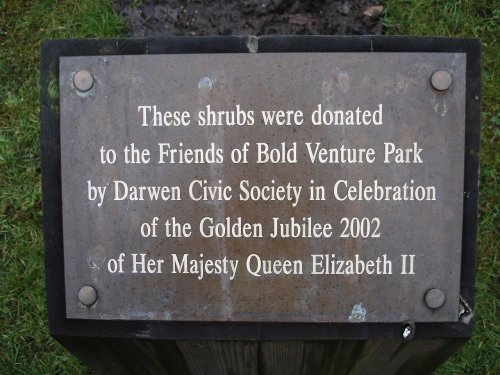 These shrubs were donated
to the Friends of Bold Venture Park
by Darwen Civic Society in Celebration
of the Golden Jubilee 2002
of Her Majesty Queen Elizabeth II